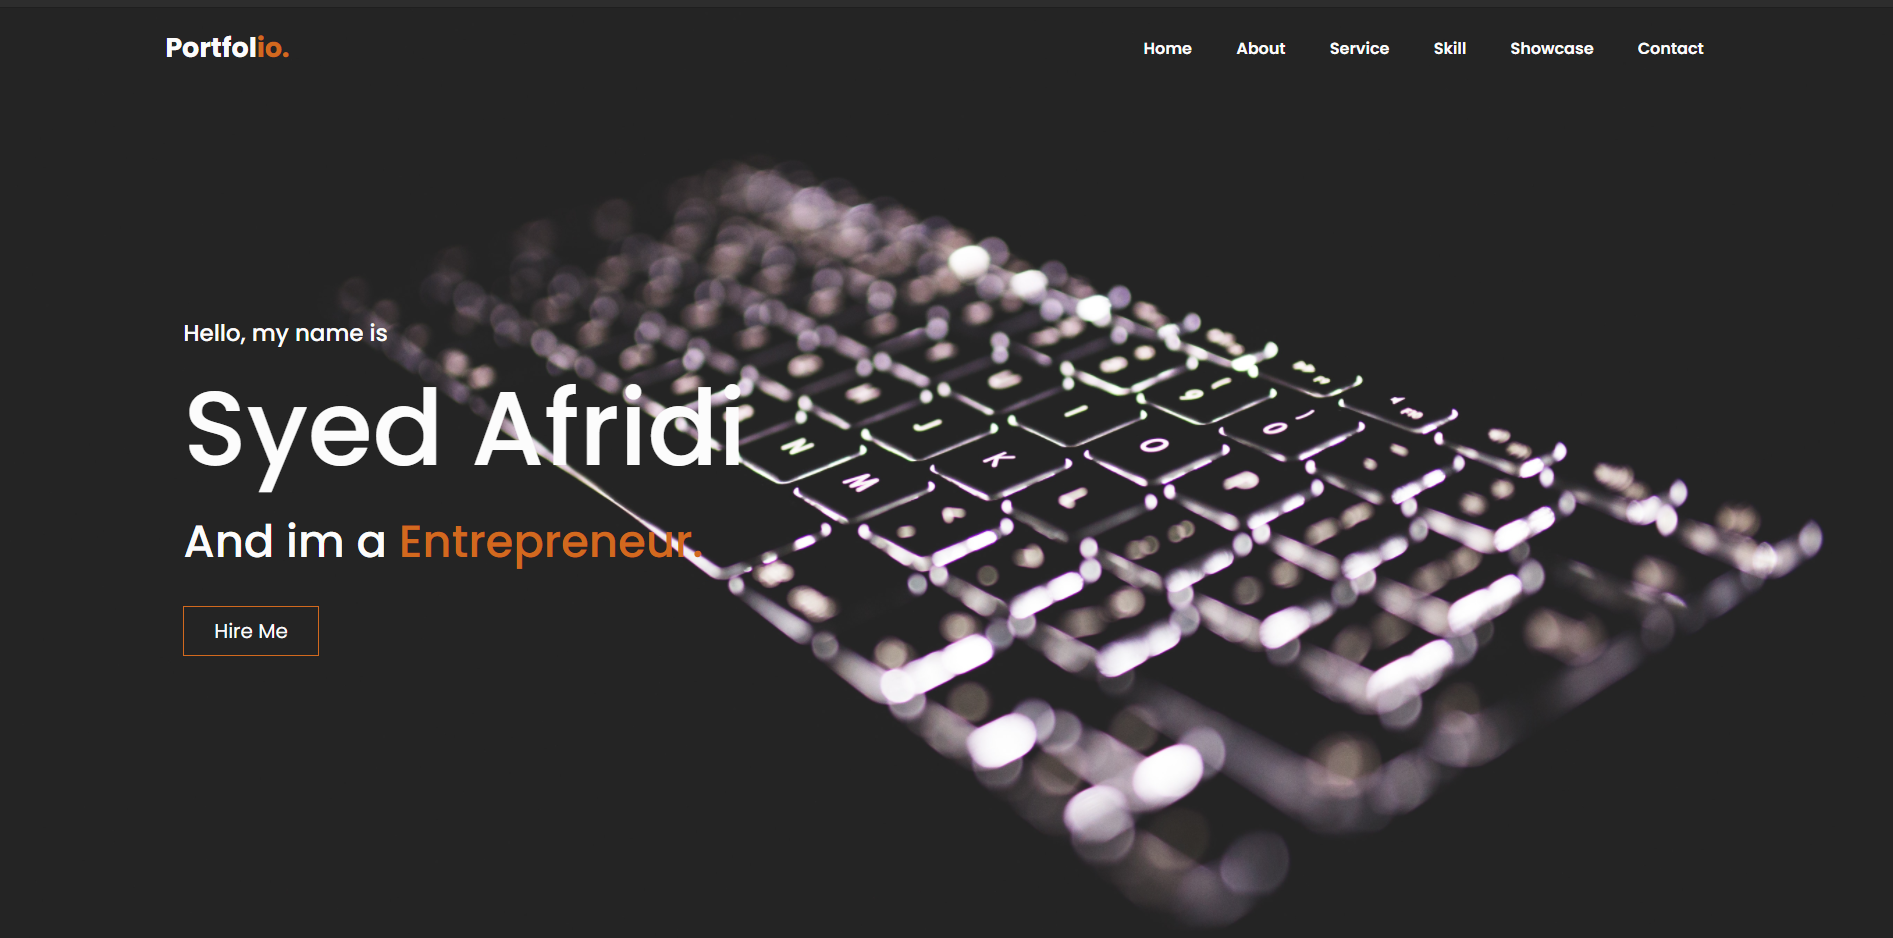 Portfolio.
Home About Service Skill Showcase Contact
Hello, my name is
Syed Afridi
And im a Entrepreneur.
Hire Me